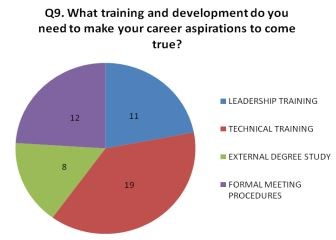 Q9. What training and development do you
need to make your career aspirations to come
true?
11
12
8
19
LEADERSHIP TRAINING
TECHNICAL TRAINING
EXTERNAL DEGREE STUDY
FORMAL MEETING
PROCEDURES